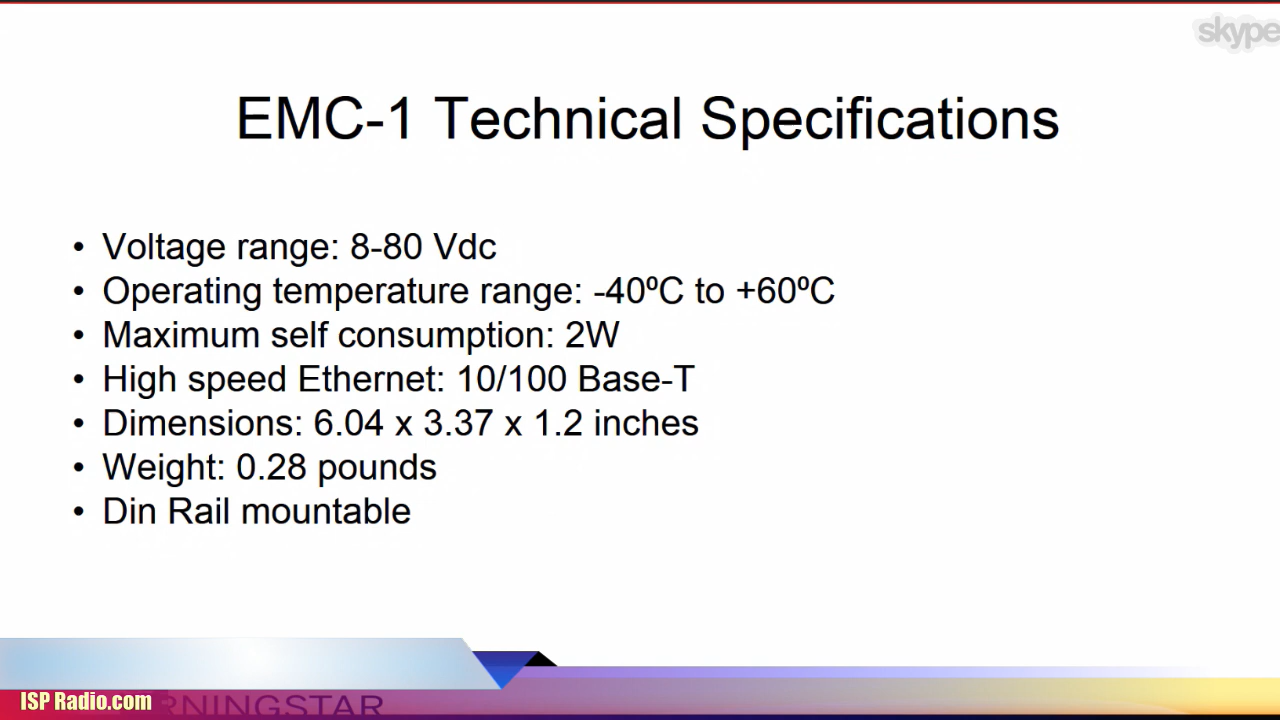 skype
EMC-1 Technical Specifications
• Voltage range: 8-80 Vdc
• Operating temperature range: -40ºC to +60ºC
• Maximum self consumption: 2W
• High speed Ethernet: 10/100 Base-T
• Dimensions: 6.04 x 3.37 x 1.2 inches
• Weight: 0.28 pounds
• Din Rail mountable
ISP Radio.com
RNINGSTAR